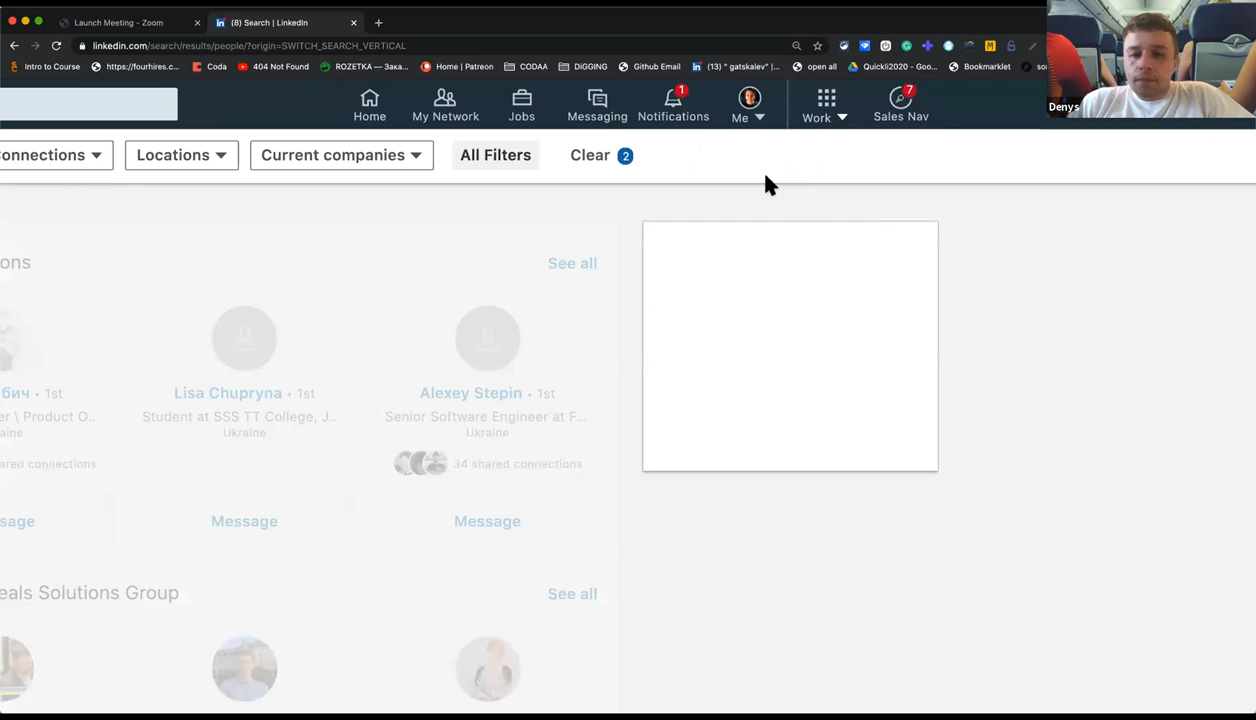 Launch Meeting - Zoom
(8) Search | LinkedIn
linkedin.com/search/results/people/?origin=SWITCH_SEARCH_VERTICAL
Intro to Course
https://fourhires.c...
Coda
404 Not Found
ROZETKA — Зака...
Home | Patreon
CODAA
DiGGING
Github Email
(13) " gatskalev" ...
open all
Quickli2020 - Goo...
Bookmarklet
Denys
Home
My Network
Jobs
Messaging
1
Notifications
Me
Work
7
Sales Nav
onnections
Locations
Current companies
All Filters
Clear 2
ons
See all
бич • 1st
er \ Product O...
aine
hared connections
sage
Lisa Chupryna • 1st
Student at SSS TT College, J...
Ukraine
Message
Alexey Stepin • 1st
Senior Software Engineer at F...
Ukraine
34 shared connections
Message
eals Solutions Group
See all